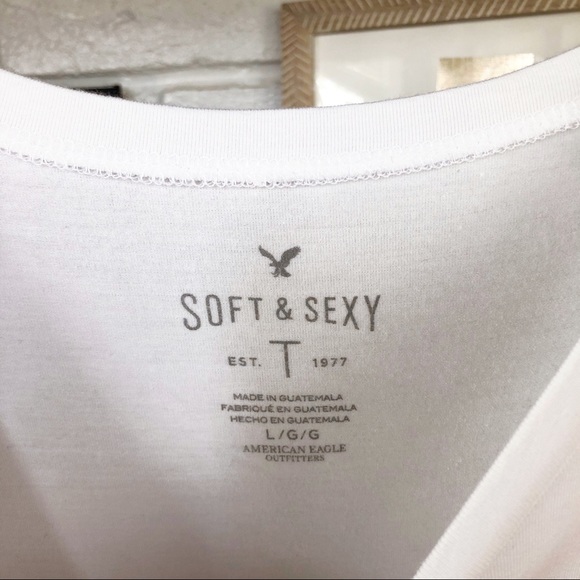 SOFT & SEXY
EST. T 1977
MADE IN GUATEMALA
FABRIQUÉ EN GUATEMALA
HECHO EN GUATEMALA
L/G/G
AMERICAN EAGLE
OUTFITTERS